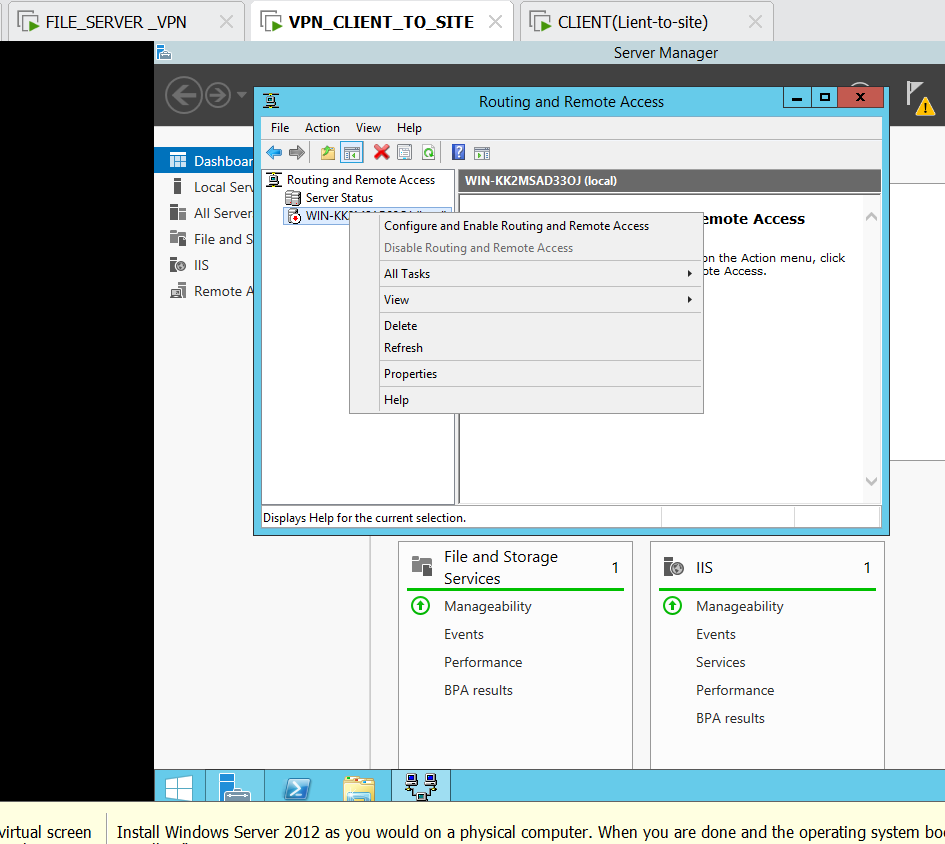 FILE_SERVER _VPN
VPN_CLIENT_TO_SITE
CLIENT(Lient-to-site)
Server Manager
Routing and Remote Access
File Action View Help
Dashboar
Local Serv
All Server
File and S
IIS
Remote A
Routing and Remote Access
Server Status
WIN-KK2MSAD33OJ (local)
emote Access
on the Action menu, click
ote Access.
Configure and Enable Routing and Remote Access
Disable Routing and Remote Access
All Tasks
View
Delete
Refresh
Properties
Help
Displays Help for the current selection.
File and Storage
Services
1
Manageability
Events
Performance
BPA results
IIS
1
Manageability
Events
Services
Performance
BPA results
virtual screen
Install Windows Server 2012 as you would on a physical computer. When you are done and the operating system boo